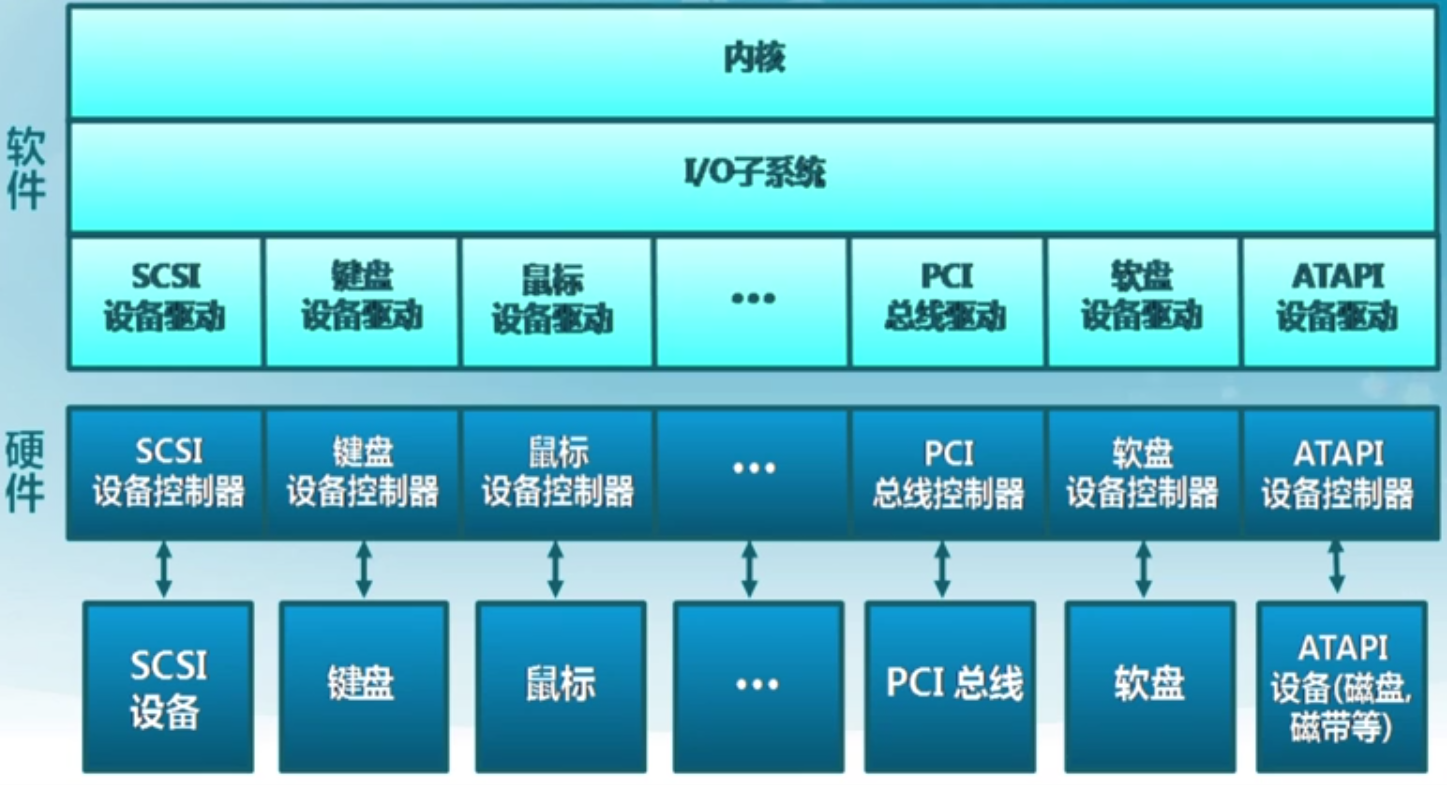 软件
内核
I/O子系统
SCSI
设备驱动
键盘
设备驱动
鼠标
设备驱动
...
PCI
总线驱动
软盘
设备驱动
ATAPI
设备驱动
硬件
SCSI
设备控制器
键盘
设备控制器
鼠标
设备控制器
...
PCI
总线控制器
软盘
设备控制器
ATAPI
设备控制器
SCSI
设备
键盘
鼠标
...
PCI 总线
软盘
ATAPI
设备(磁盘,
磁带等)